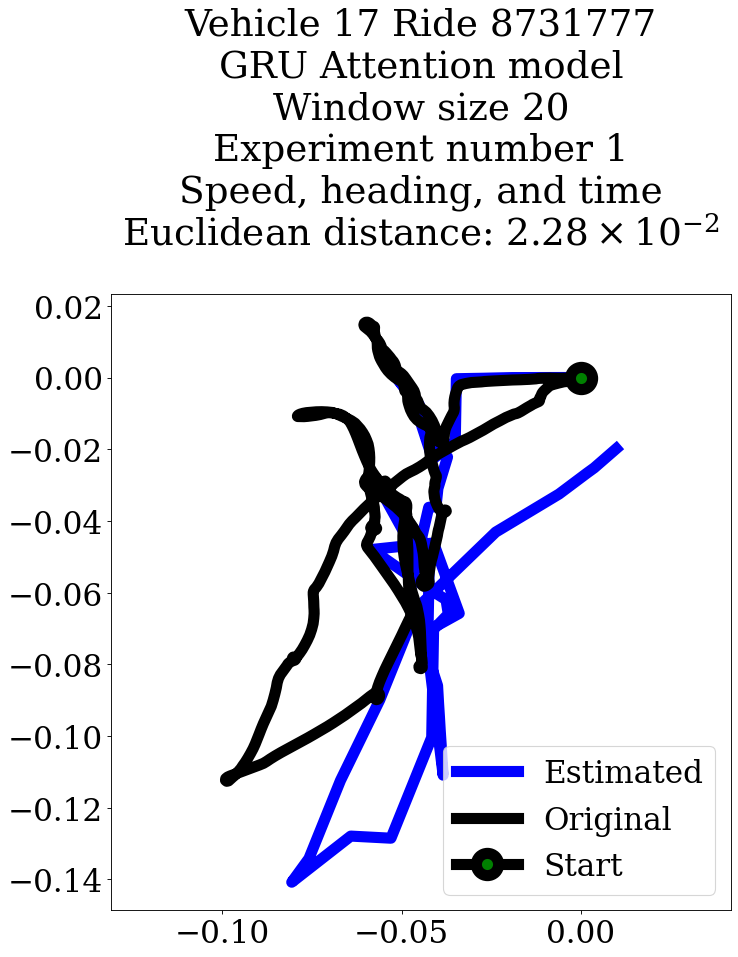 Vehicle 17 Ride 8731777
GRU Attention model
Window size 20
Experiment number 1
Speed, heading, and time
Euclidean distance: 2.28 × 10⁻²
0.02
0.00
−0.02
−0.04
−0.06
−0.08
−0.10
−0.12
−0.14
Estimated
Original
Start
−0.10 −0.05 0.00